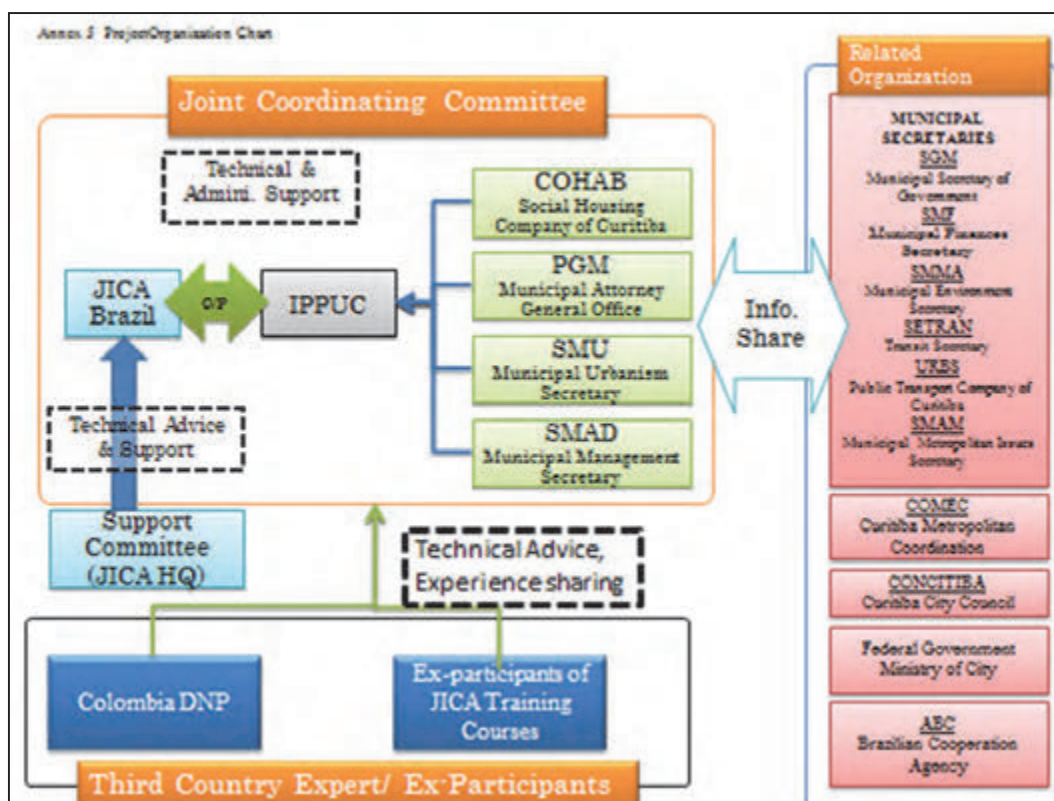 Annex 5 ProjectOrganization Chart
Joint Coordinating Committee
Technical &
Admini. Support
JICA
Brazil
C/P
IPPUC
COHAB
Social Housing
Company of Curitiba
PGM
Municipal Attorney
General Office
SMU
Municipal Urbanism
Secretary
SMAD
Municipal Management
Secretary
Technical Advice
& Support
Support
Committee
(JICA HQ)
Technical Advice,
Experience sharing
Colombia DNP
Ex-participants of
JICA Training
Courses
Third Country Expert/ Ex-Participants
Info.
Share
Related
Organization
MUNICIPAL
SECRETARIES
SGM
Municipal Secretary of
Government
SMF
Municipal Finances
Secretary
SMMA
Municipal Environment
Secretary
SETRAN
Transit Secretary
URBS
Public Transport Company of
Curitiba
SMAM
Municipal Metropolitan Issues
Secretary
COMEC
Curitiba Metropolitan
Coordination
CONCITIBA
Curitiba City Council
Federal Government
Ministry of City
ABC
Brazilian Cooperation
Agency